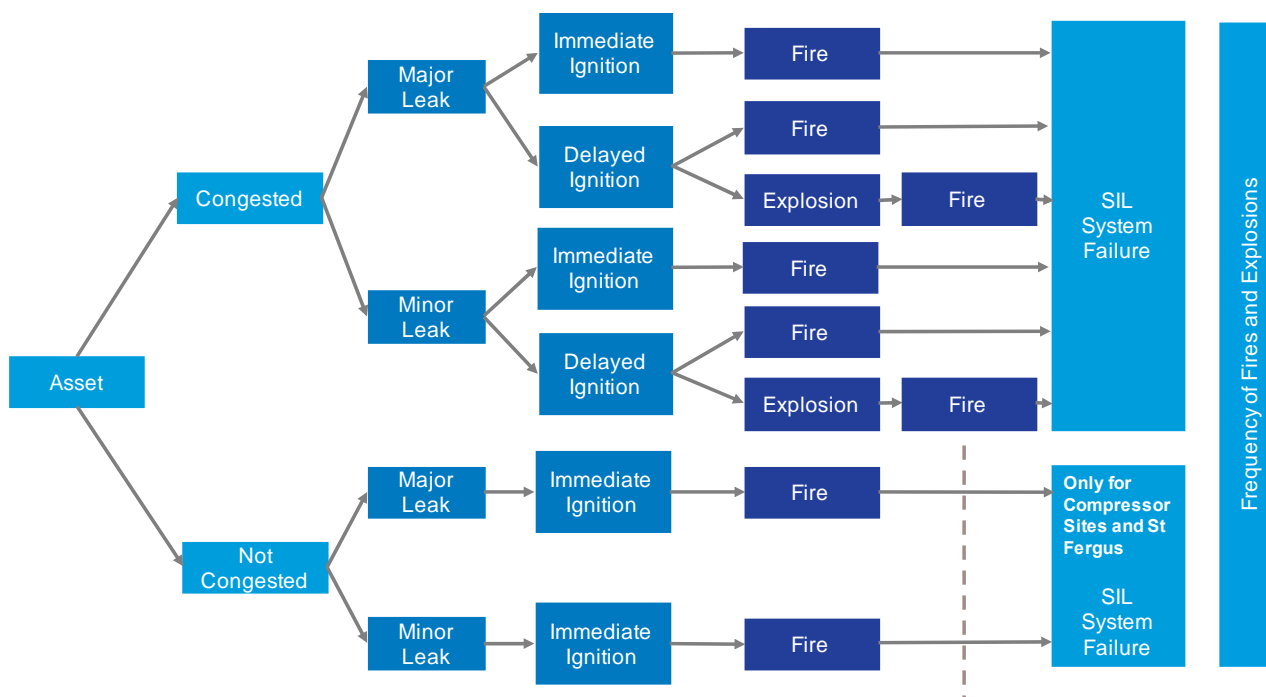 Asset
Congested
Not
Congested
Major
Leak
Minor
Leak
Major
Leak
Minor
Leak
Immediate
Ignition
Delayed
Ignition
Immediate
Ignition
Delayed
Ignition
Immediate
Ignition
Immediate
Ignition
Fire
Fire
Explosion
Fire
Fire
Fire
Explosion
Fire
Fire
Fire
SIL
System
Failure
Only for
Compressor
Sites and St
Fergus
SIL
System
Failure
Frequency of Fires and Explosions